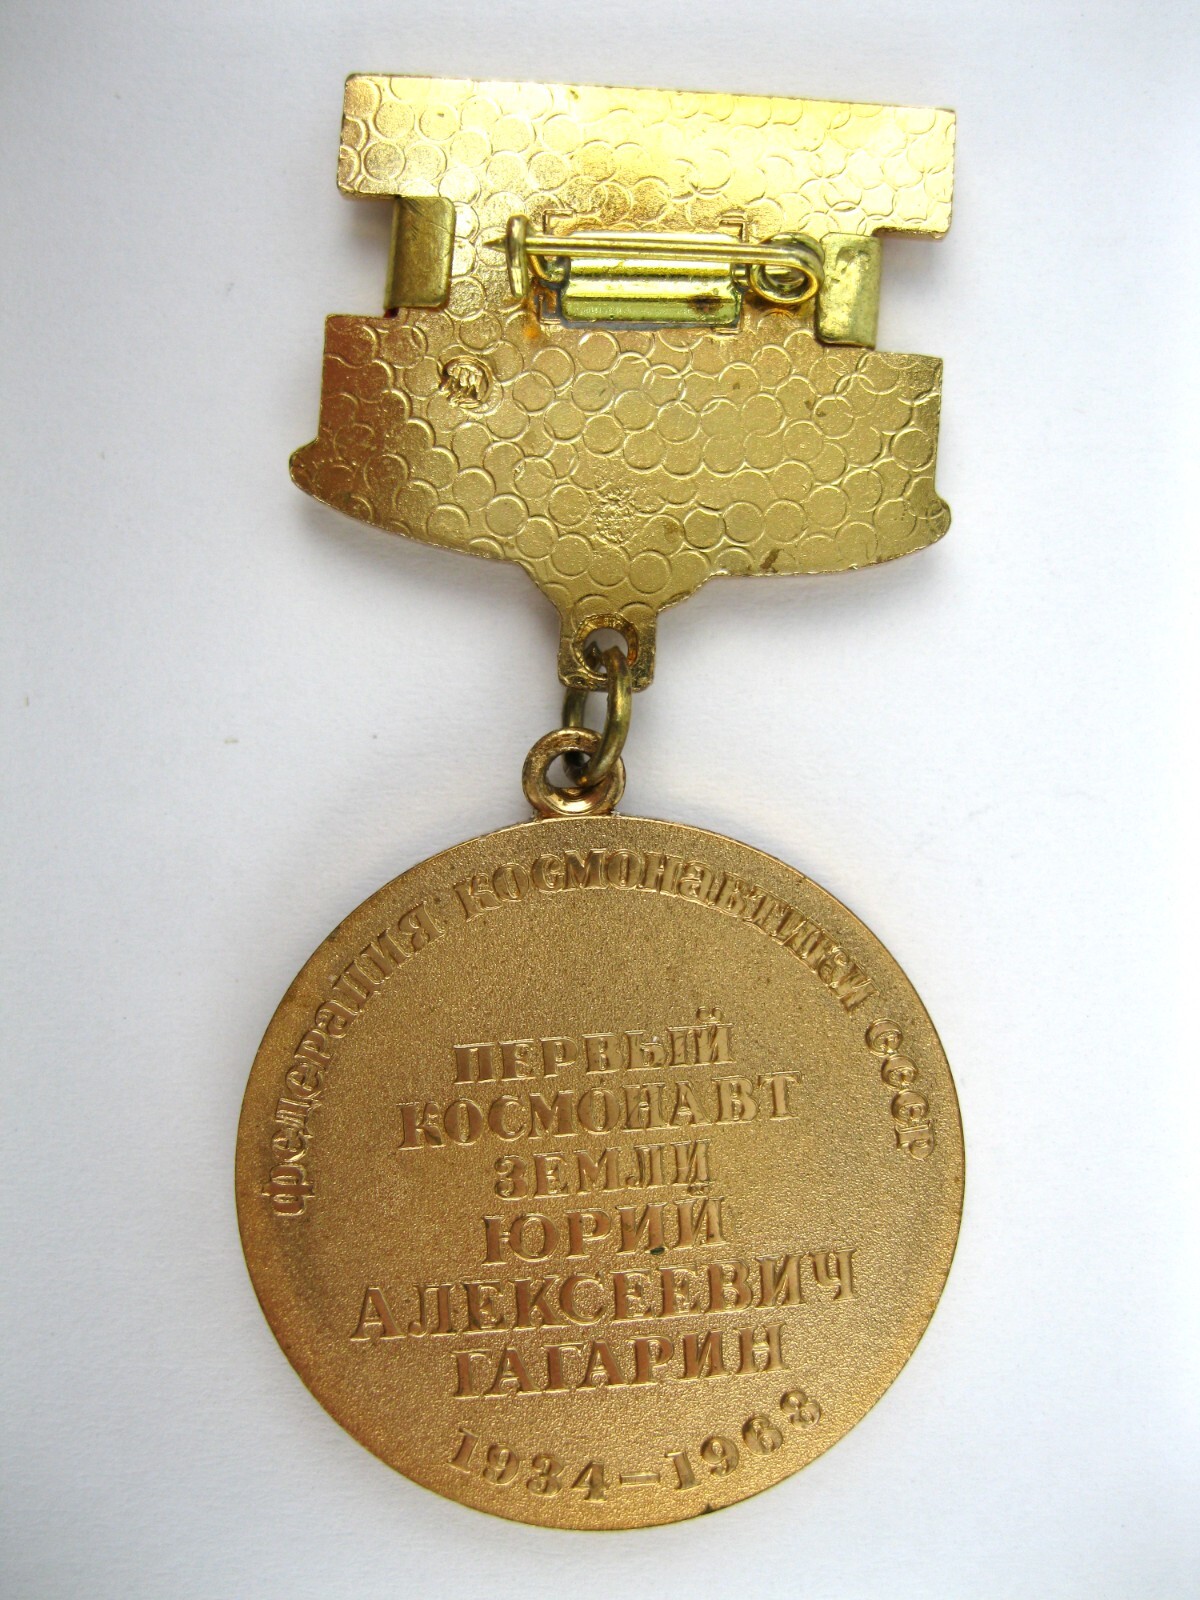 ФЕДЕРАЦИЯ КОСМОНАВТИКИ СССР
ПЕРВЫЙ
КОСМОНАВТ
ЗЕМЛИ
ЮРИЙ
АЛЕКСЕЕВИЧ
ГАГАРИН
1934–1968